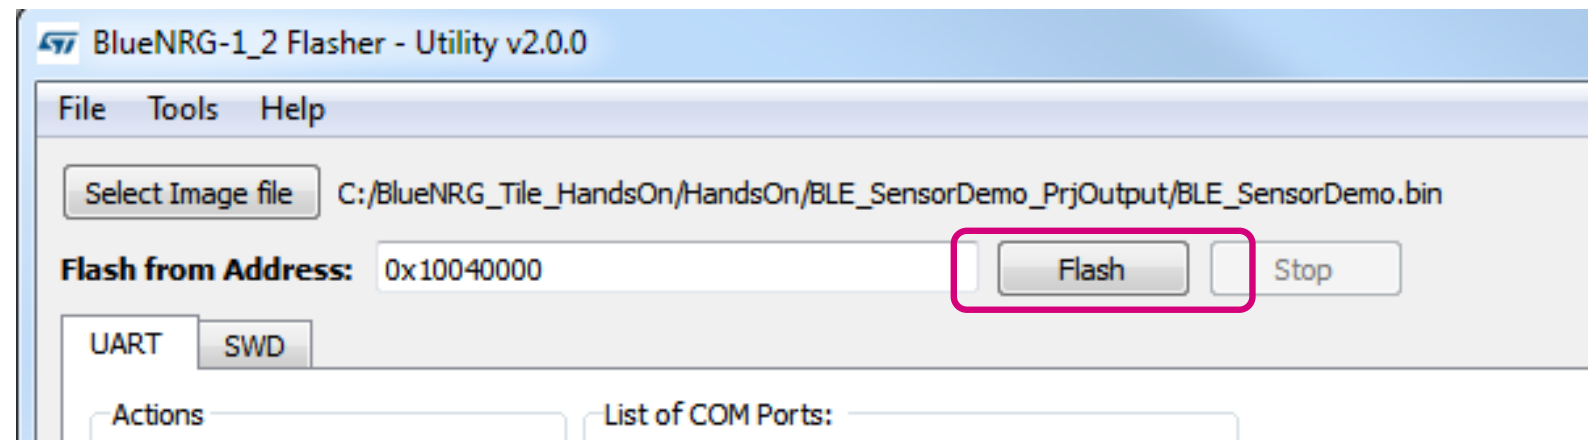 BlueNRG-1_2 Flasher - Utility v2.0.0
File Tools Help
Select Image file C:/BlueNRG_Tile_HandsOn/HandsOn/BLE_SensorDemo_PrjOutput/BLE_SensorDemo.bin
Flash from Address: 0x10040000 Flash Stop
UART SWD
Actions List of COM Ports: